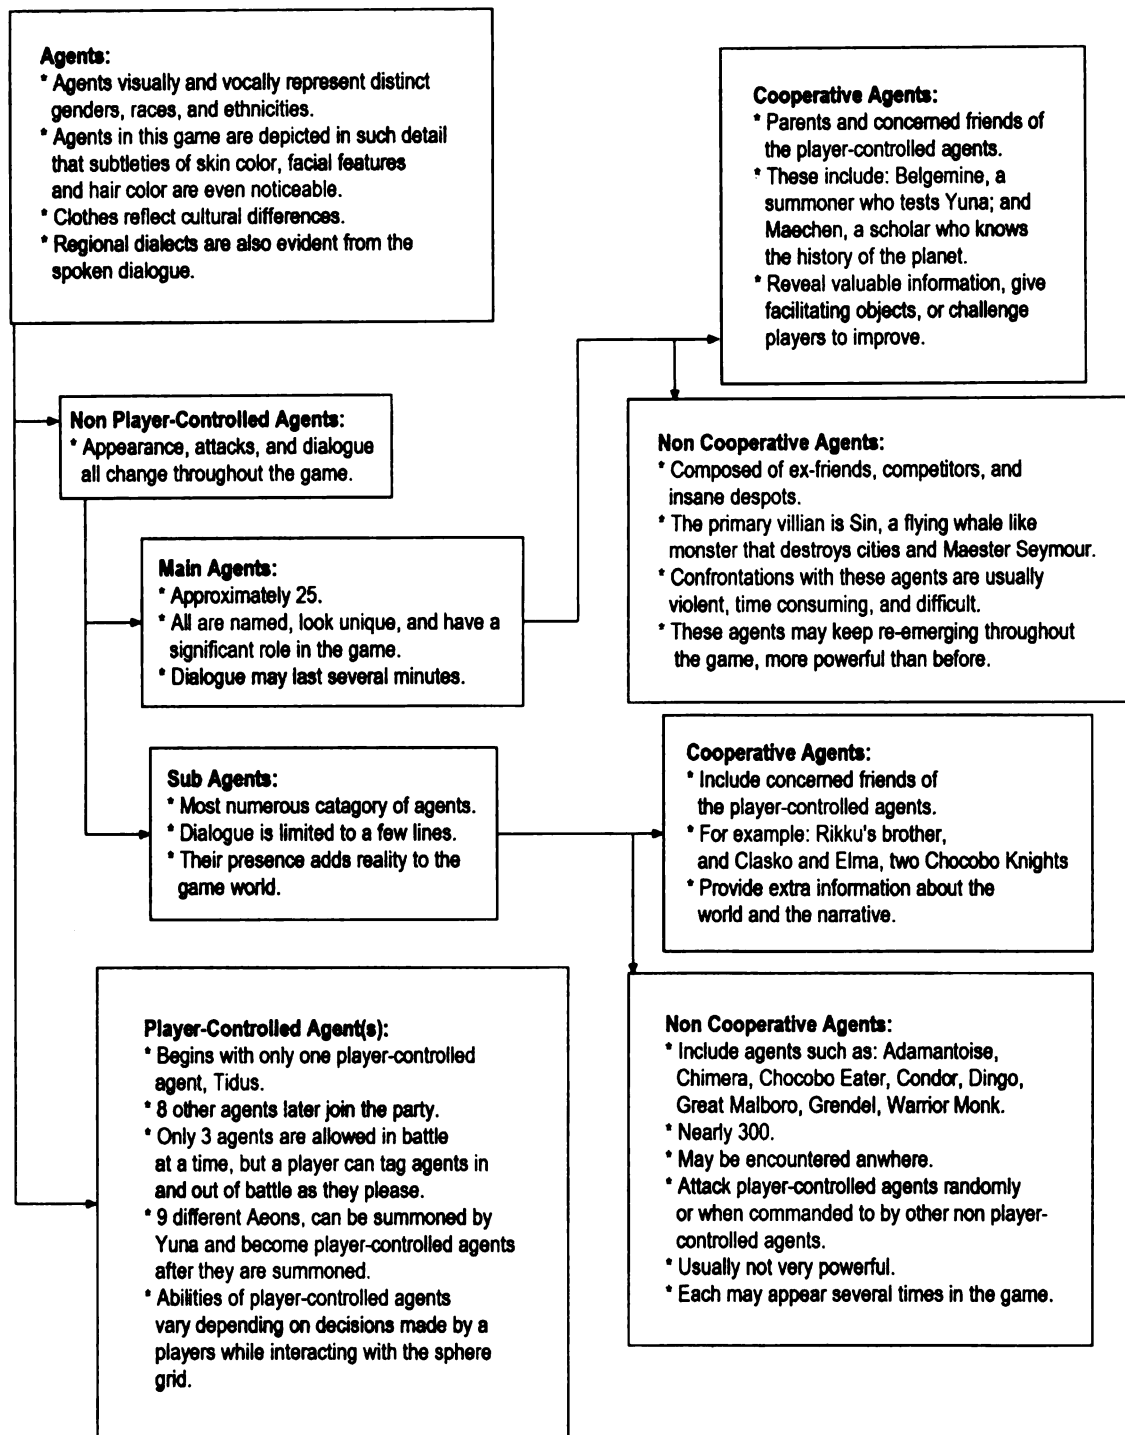 Agents:
* Agents visually and vocally represent distinct
genders, races, and ethnicities.
* Agents in this game are depicted in such detail
that subtleties of skin color, facial features
and hair color are even noticeable.
* Clothes reflect cultural differences.
* Regional dialects are also evident from the
spoken dialogue.
Cooperative Agents:
* Parents and concerned friends of
the player-controlled agents.
* These include: Belgemine, a
summoner who tests Yuna; and
Maechen, a scholar who knows
the history of the planet.
* Reveal valuable information, give
facilitating objects, or challenge
players to improve.
Non Player-Controlled Agents:
* Appearance, attacks, and dialogue
all change throughout the game.
Non Cooperative Agents:
* Composed of ex-friends, competitors, and
insane despots.
* The primary villian is Sin, a flying whale like
monster that destroys cities and Maester Seymour.
* Confrontations with these agents are usually
violent, time consuming, and difficult.
* These agents may keep re-emerging throughout
the game, more powerful than before.
Main Agents:
* Approximately 25.
* All are named, look unique, and have a
significant role in the game.
* Dialogue may last several minutes.
Sub Agents:
* Most numerous catagory of agents.
* Dialogue is limited to a few lines.
* Their presence adds reality to the
game world.
Cooperative Agents:
* Include concerned friends of
the player-controlled agents.
* For example: Rikku's brother,
and Clasko and Elma, two Chocobo Knights
* Provide extra information about the
world and the narrative.
Player-Controlled Agent(s):
* Begins with only one player-controlled
agent, Tidus.
* 8 other agents later join the party.
* Only 3 agents are allowed in battle
at a time, but a player can tag agents in
and out of battle as they please.
* 9 different Aeons, can be summoned by
Yuna and become player-controlled agents
after they are summoned.
* Abilities of player-controlled agents
vary depending on decisions made by a
players while interacting with the sphere
grid.
Non Cooperative Agents:
* Include agents such as: Adamantoise,
Chimera, Chocobo Eater, Condor, Dingo,
Great Malboro, Grendel, Warrior Monk.
* Nearly 300.
* May be encountered anwhere.
* Attack player-controlled agents randomly
or when commanded to by other non player-
controlled agents.
* Usually not very powerful.
* Each may appear several times in the game.